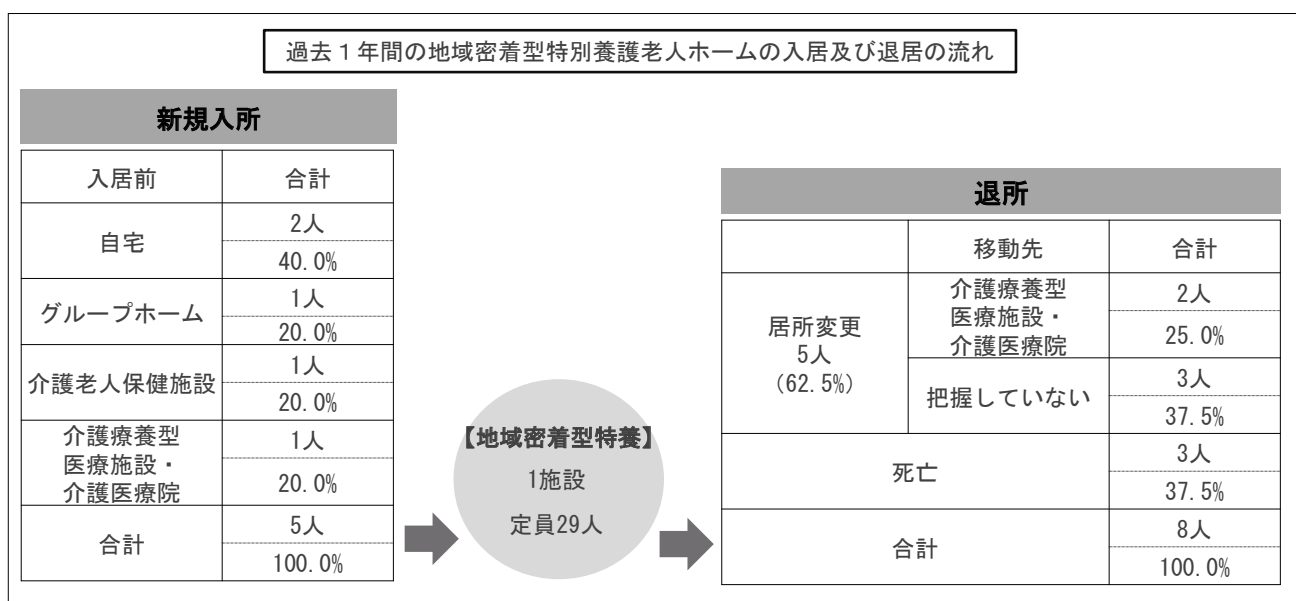 過去１年間の地域密着型特別養護老人ホームの入居及び退居の流れ
新規入所
入居前
合計
自宅
2人
40.0%
グループホーム
1人
20.0%
介護老人保健施設
1人
20.0%
介護療養型
医療施設・
介護医療院
1人
20.0%
合計
5人
100.0%
【地域密着型特養】
1施設
定員29人
退所
移動先
合計
居所変更
5人
（62.5%）
介護療養型
医療施設・
介護医療院
2人
25.0%
把握していない
3人
37.5%
死亡
3人
37.5%
合計
8人
100.0%